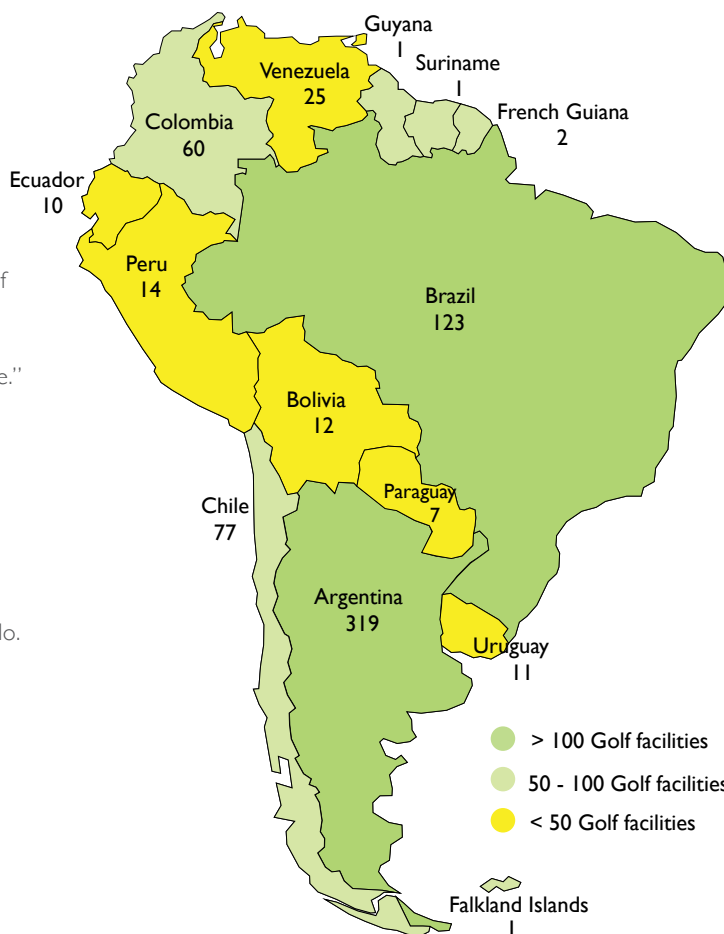 Guyana
1
Suriname
1
French Guiana
2
Venezuela
25
Colombia
60
Ecuador
10
Peru
14
Brazil
123
Bolivia
12
Paraguay
7
Chile
77
Argentina
319
Uruguay
11
> 100 Golf facilities
50 - 100 Golf facilities
< 50 Golf facilities
Falkland Islands
1
e."